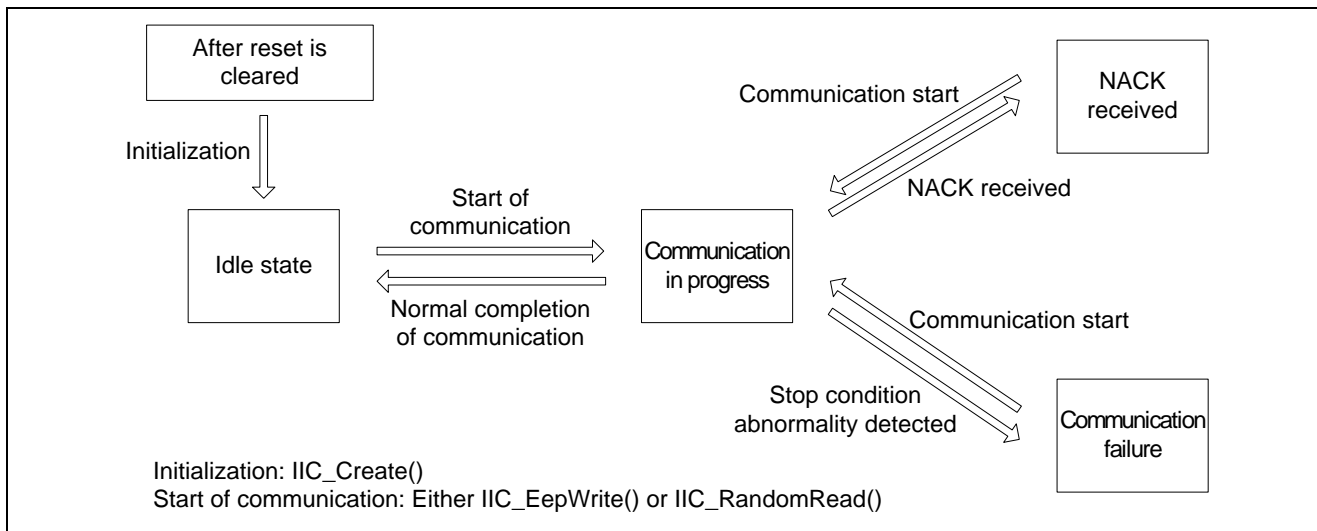 After reset is
cleared
Initialization
Idle state
Start of
communication
Normal completion
of communication
Communication
in progress
Communication start
NACK received
NACK
received
Communication start
Stop condition
abnormality detected
Communication
failure
Initialization: IIC_Create()
Start of communication: Either IIC_EepWrite() or IIC_RandomRead()